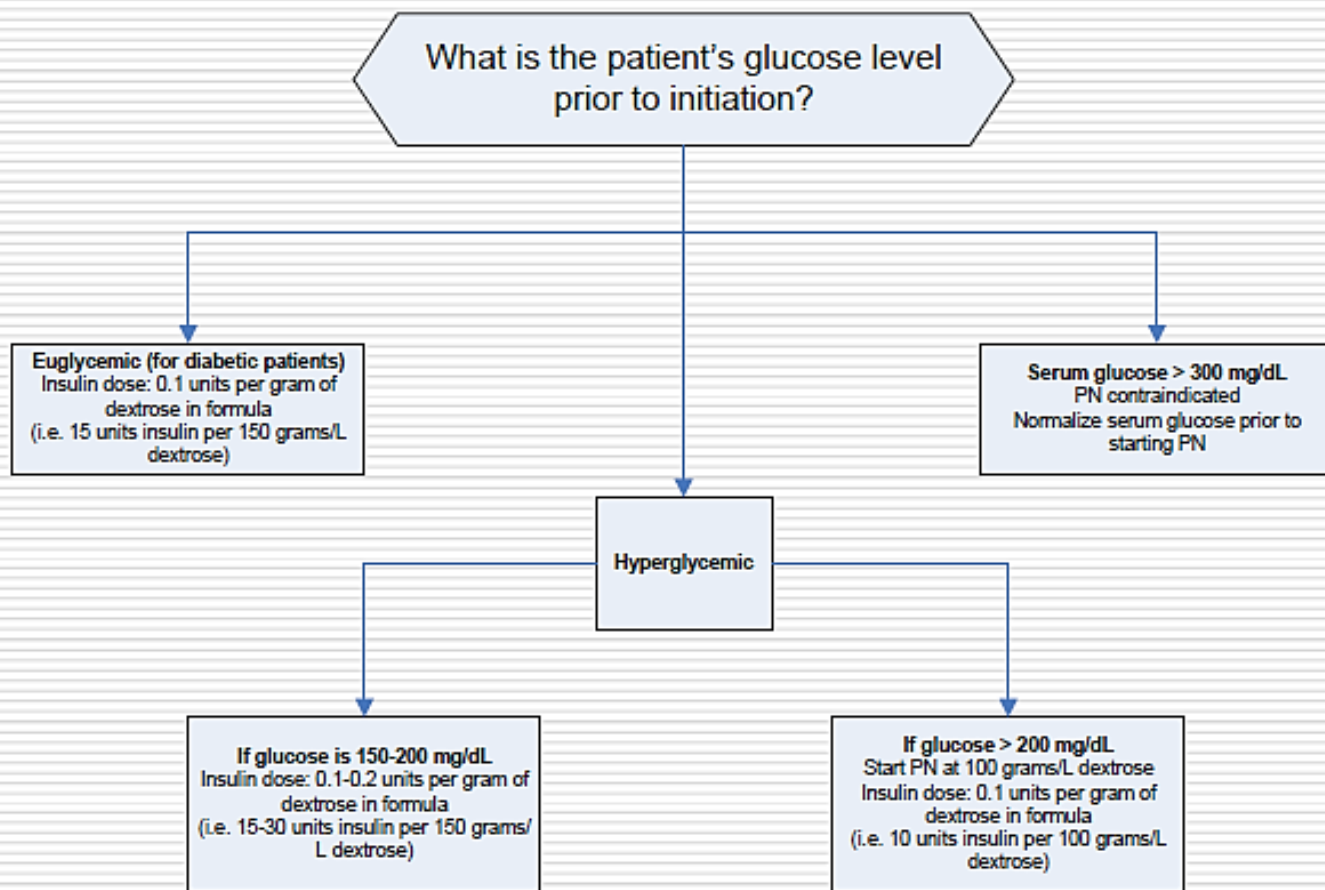 What is the patient's glucose level
prior to initiation?
Euglycemic (for diabetic patients)
Insulin dose: 0.1 units per gram of
dextrose in formula
(i.e. 15 units insulin per 150 grams/L
dextrose)
Serum glucose > 300 mg/dL
PN contraindicated
Normalize serum glucose prior to
starting PN
Hyperglycemic
If glucose is 150-200 mg/dL
Insulin dose: 0.1-0.2 units per gram of
dextrose in formula
(i.e. 15-30 units insulin per 150 grams/
L dextrose)
If glucose > 200 mg/dL
Start PN at 100 grams/L dextrose
Insulin dose: 0.1 units per gram of
dextrose in formula
(i.e. 10 units insulin per 100 grams/L
dextrose)